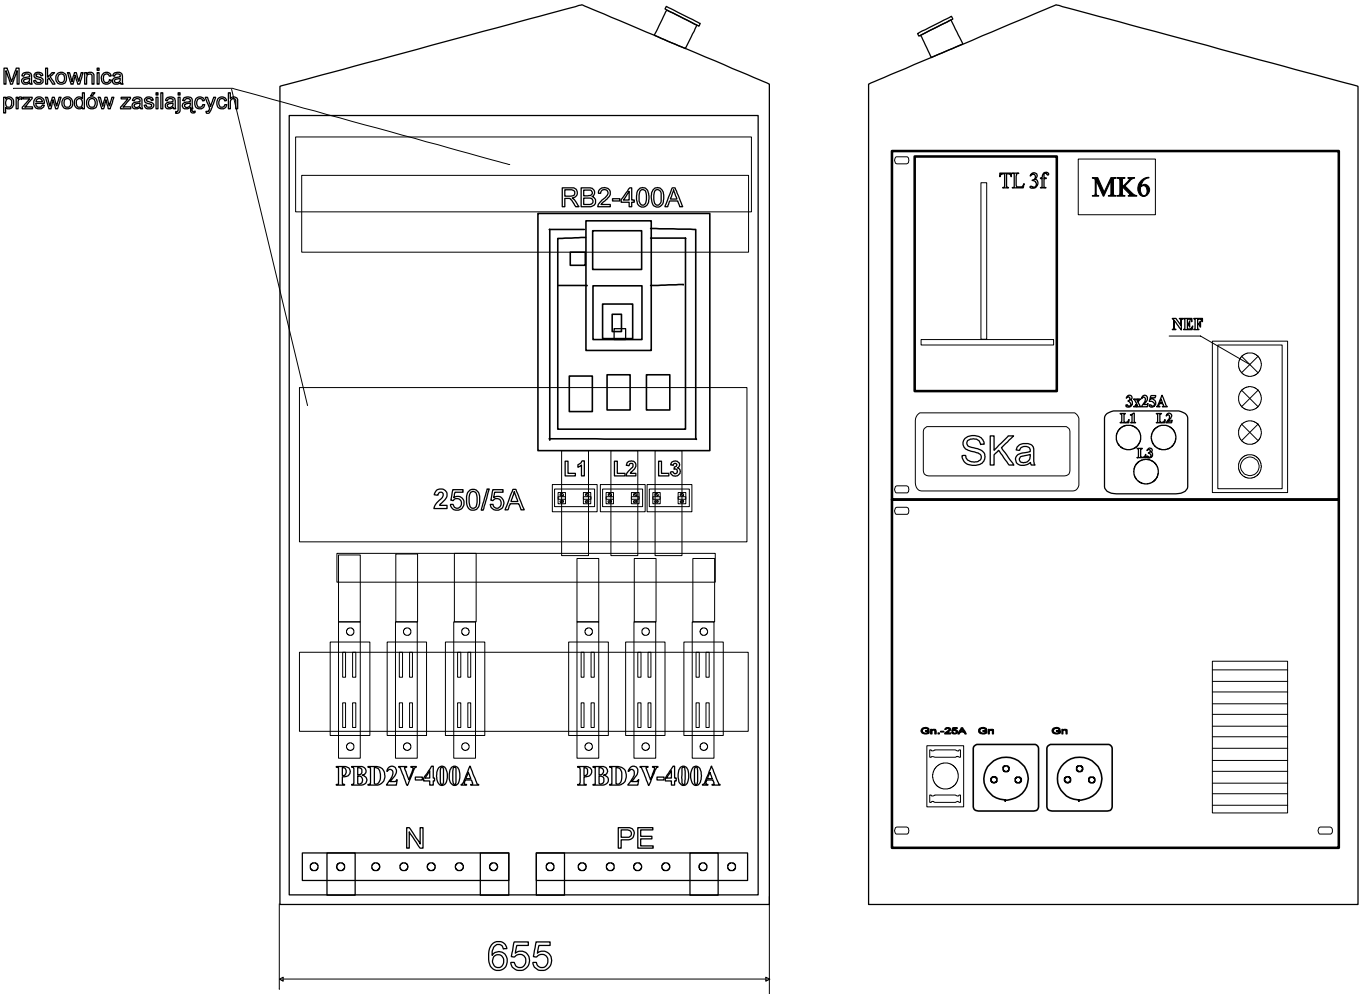 Maskownica
przewodów zasilających
RB2-400A
L1 L2 L3
250/5A
PBD2V-400A PBD2V-400A
N PE
655
TL 3f
MK6
NEF
3x25A
L1 L2
L3
SKa
Gn.-25A Gn Gn